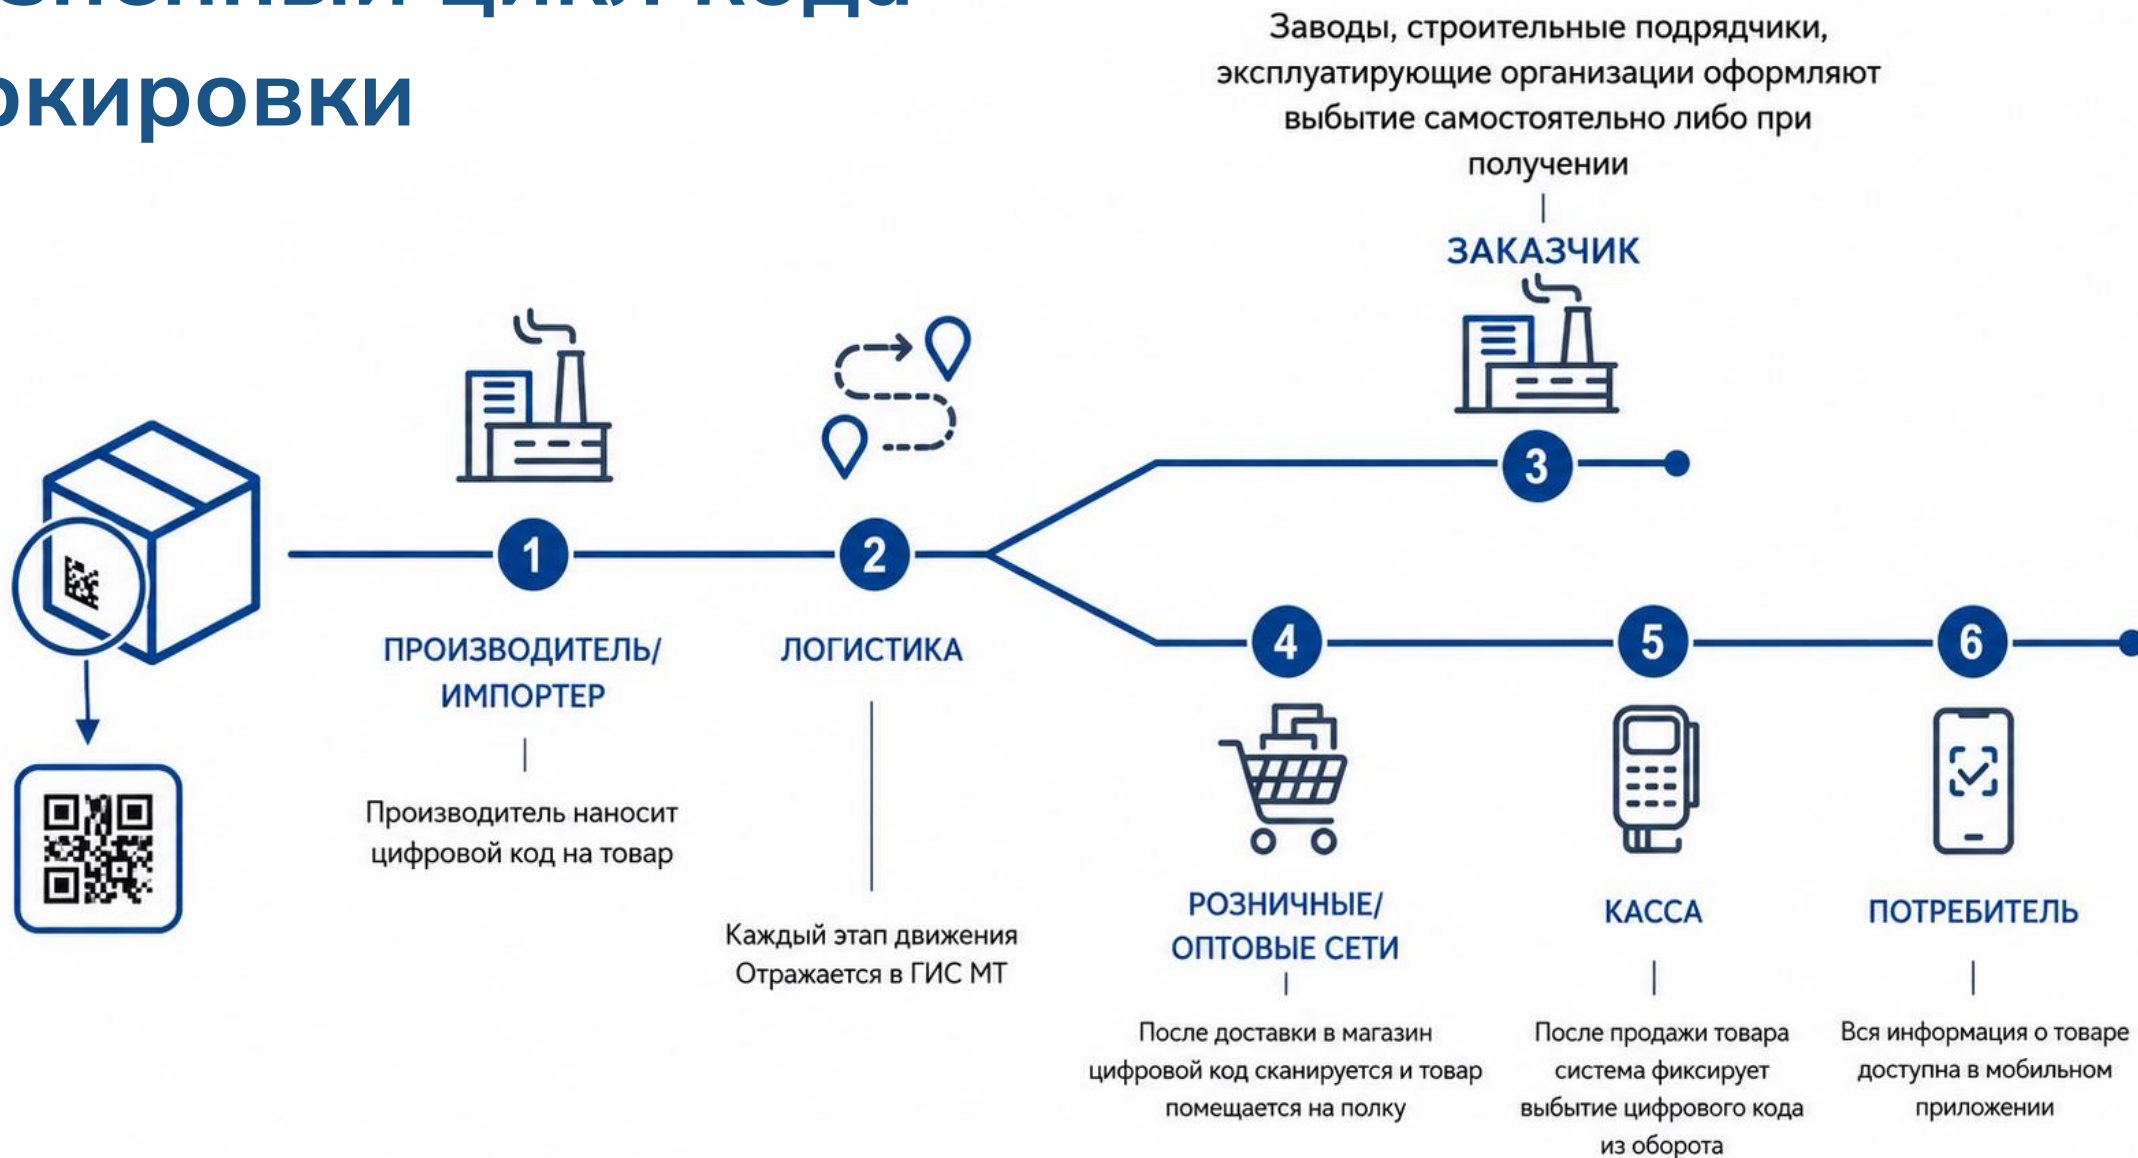 цикл кода
Заводы, строительные подрядчики,
эксплуатирующие организации оформляют
выбытие самостоятельно либо при
получении
ЗАКАЗЧИК
3
1
2
ПРОИЗВОДИТЕЛЬ/
ИМПОРТЕР
Производитель наносит
цифровой код на товар
ЛОГИСТИКА
Каждый этап движения
Отражается в ГИС МТ
4
5
6
РОЗНИЧНЫЕ/
ОПТОВЫЕ СЕТИ
После доставки в магазин
цифровой код сканируется и товар
помещается на полку
КАССА
После продажи товара
система фиксирует
выбытие цифрового кода
из оборота
ПОТРЕБИТЕЛЬ
Вся информация о товаре
доступна в мобильном
приложении